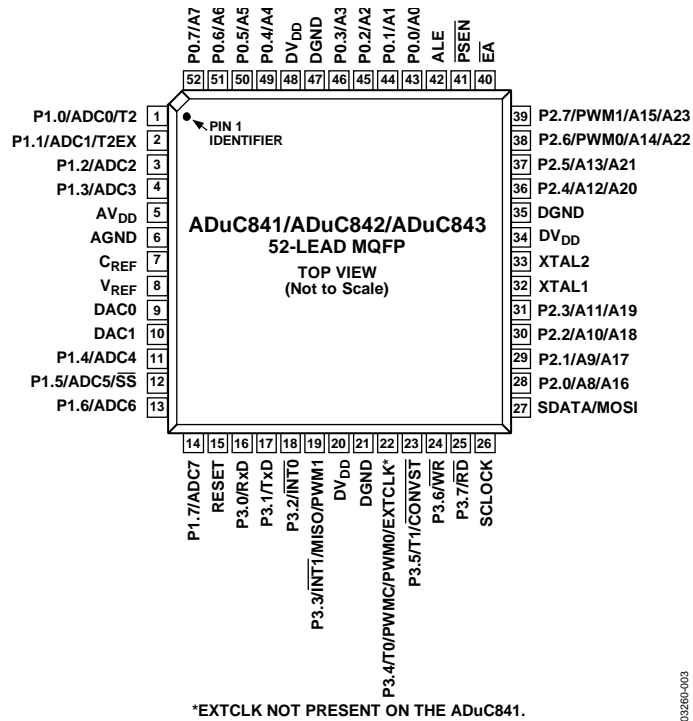 P0.7/A7
P0.6/A6
P0.5/A5
P0.4/A4
DVDD
DGND
P0.3/A3
P0.2/A2
P0.1/A1
P0.0/A0
ALE
P̅S̅E̅N̅
E̅A̅
52 51 50 49 48 47 46 45 44 43 42 41 40
P1.0/ADC0/T2 1
P1.1/ADC1/T2EX 2
P1.2/ADC2 3
P1.3/ADC3 4
AVDD 5
AGND 6
CREF 7
VREF 8
DAC0 9
DAC1 10
P1.4/ADC4 11
P1.5/ADC5/S̅S̅ 12
P1.6/ADC6 13
PIN 1
IDENTIFIER
ADuC841/ADuC842/ADuC843
52-LEAD MQFP
TOP VIEW
(Not to Scale)
39 P2.7/PWM1/A15/A23
38 P2.6/PWM0/A14/A22
37 P2.5/A13/A21
36 P2.4/A12/A20
35 DGND
34 DVDD
33 XTAL2
32 XTAL1
31 P2.3/A11/A19
30 P2.2/A10/A18
29 P2.1/A9/A17
28 P2.0/A8/A16
27 SDATA/MOSI
14 15 16 17 18 19 20 21 22 23 24 25 26
P1.7/ADC7
RESET
P3.0/RxD
P3.1/TxD
P3.2/I̅N̅T̅0̅
P3.3/I̅N̅T̅1̅/MISO/PWM1
DVDD
DGND
P3.4/T0/PWMC/PWM0/EXTCLK*
P3.5/T1/C̅O̅N̅V̅S̅T̅
P3.6/W̅R̅
P3.7/R̅D̅
SCLOCK
*EXTCLK NOT PRESENT ON THE ADuC841.
03260-003